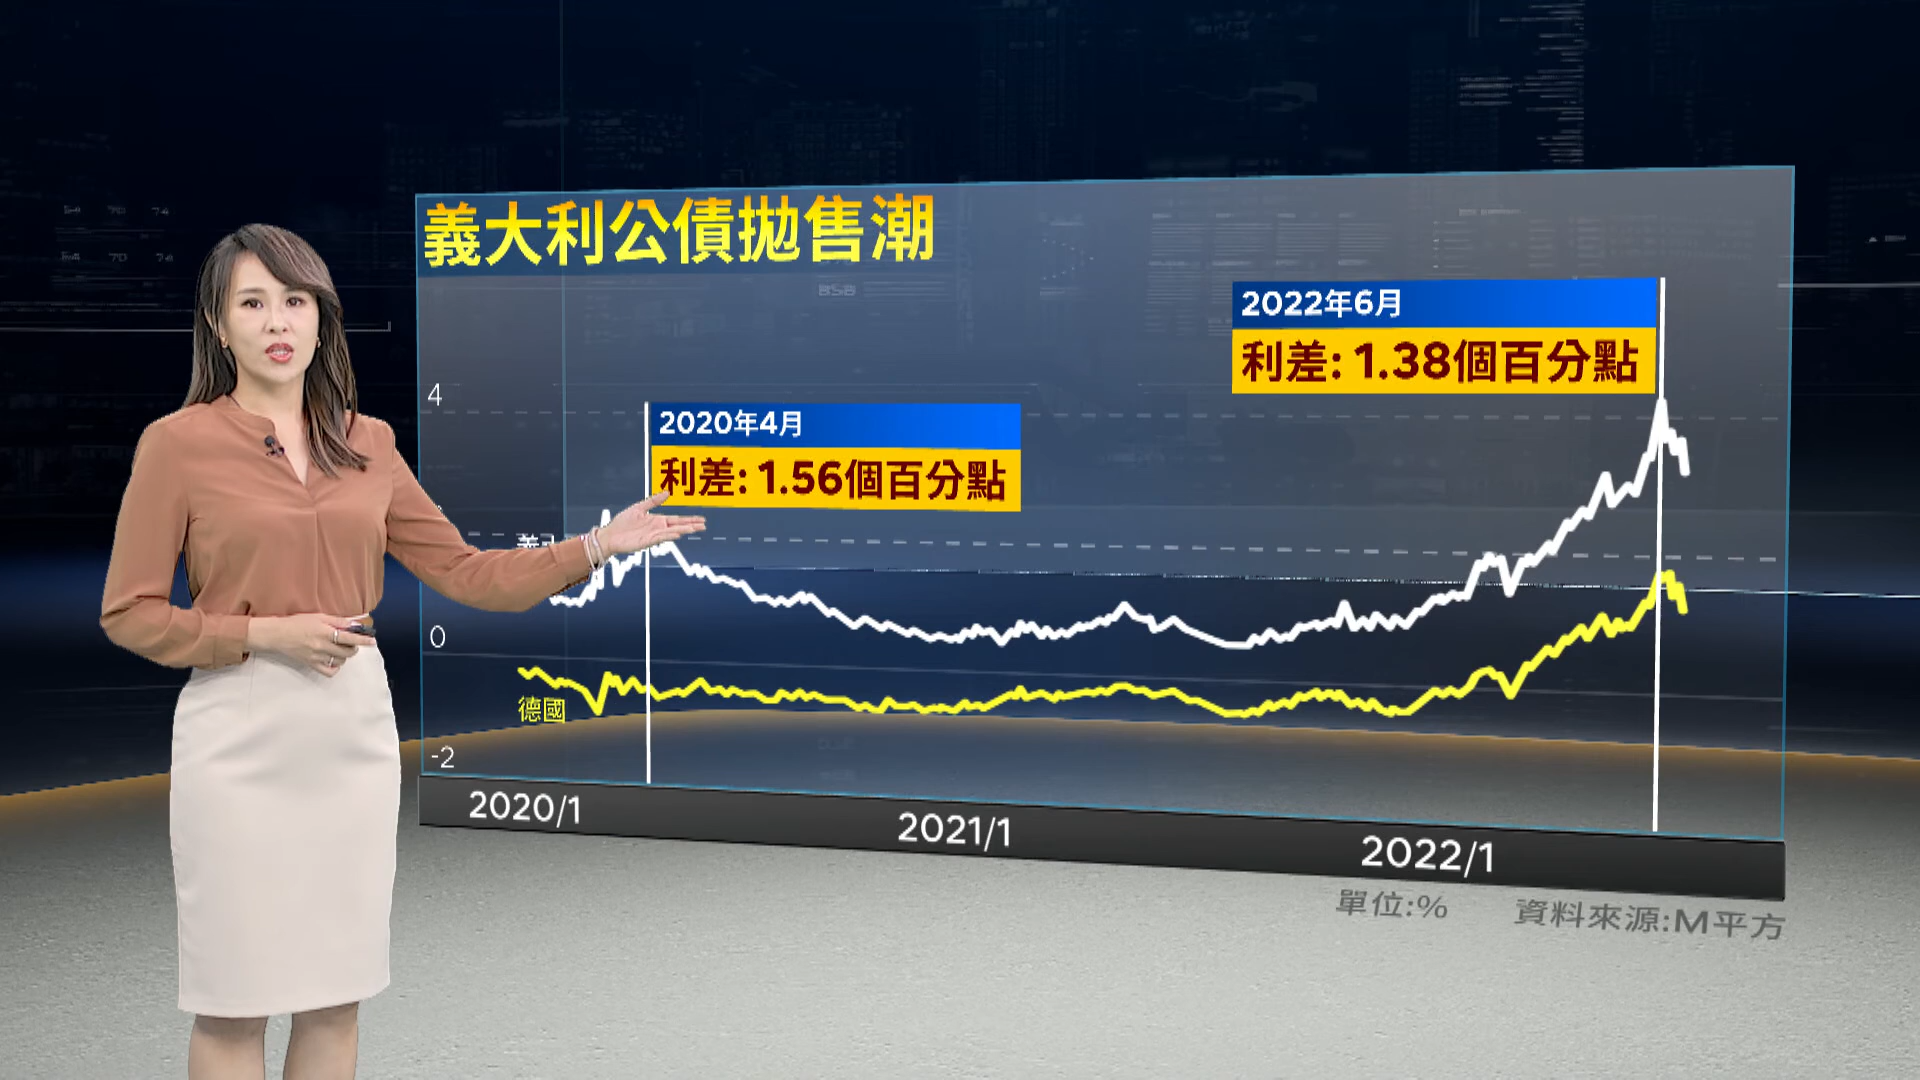 義大利公債拋售潮
2022年6月
利差: 1.38個百分點
4
2020年4月
利差: 1.56個百分點
義
0
德國
-2
2020/1
2021/1
2022/1
單位:%
資料來源:M平方